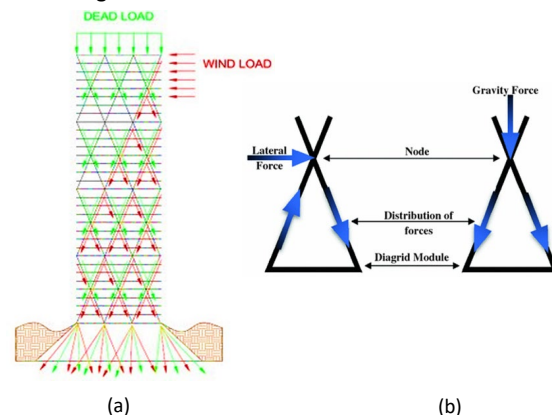 DEAD LOAD
WIND LOAD
Gravity Force
Lateral
Force
Node
Distribution of
forces
Diagrid Module
(a)
(b)